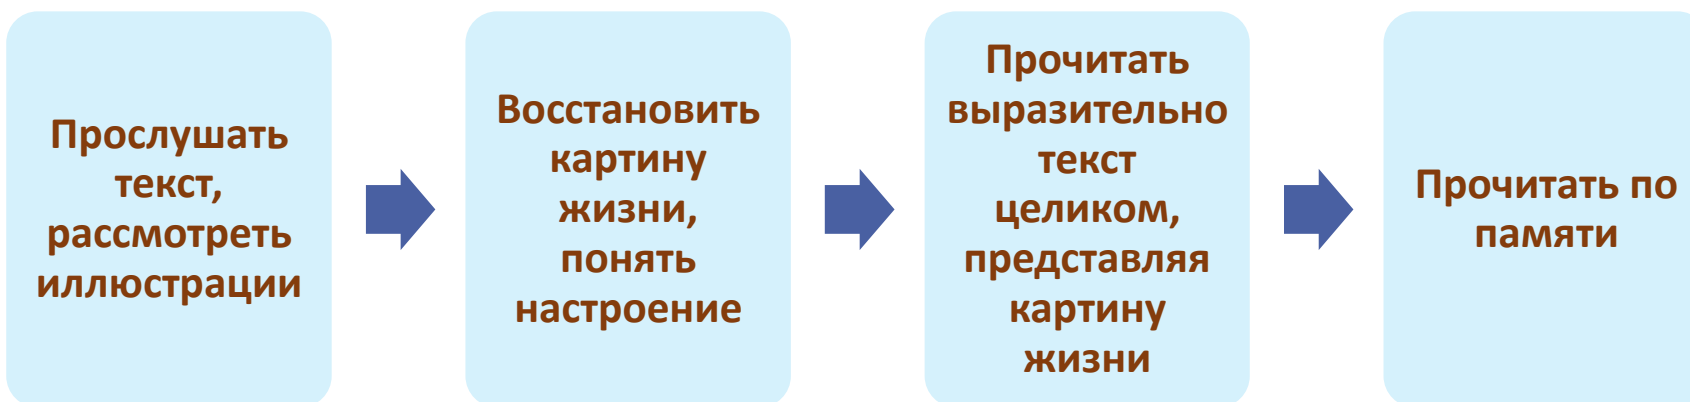 Прослушать
текст,
рассмотреть
иллюстрации
Восстановить
картину
жизни,
понять
настроение
Прочитать
выразительно
текст
целиком,
представляя
картину
жизни
Прочитать по
памяти